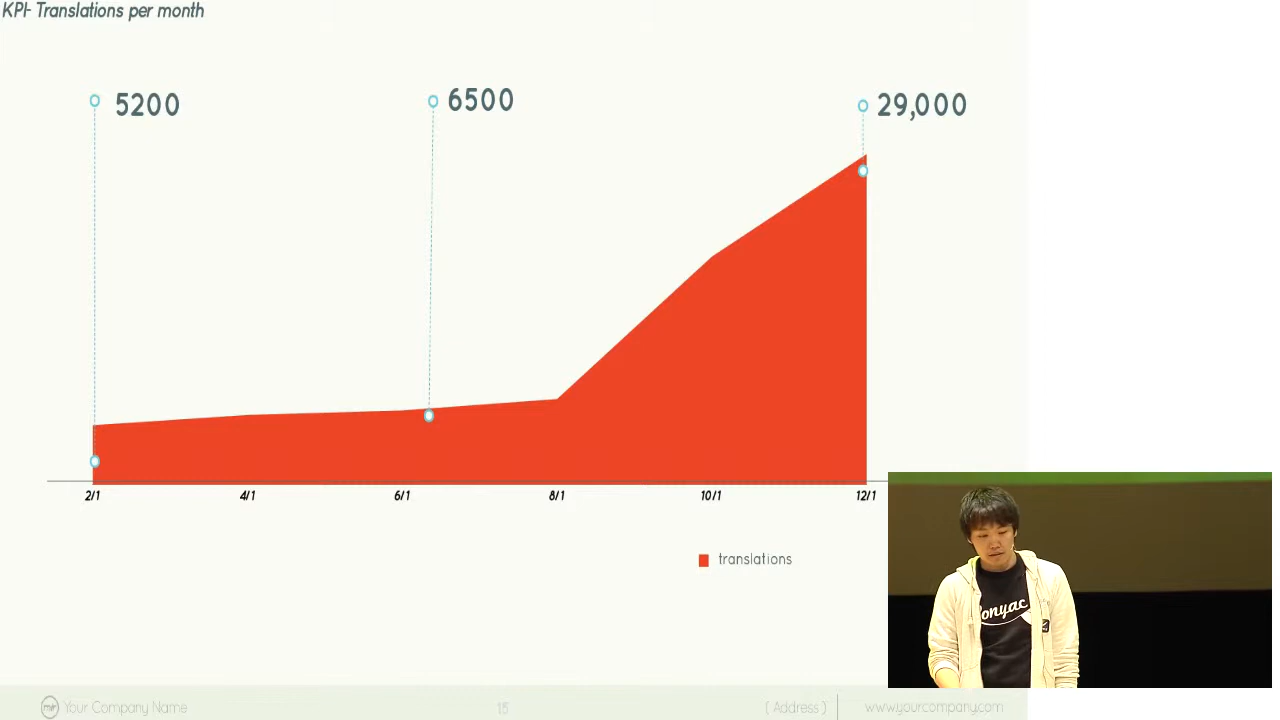 KPI- Translations per month
5200
6500
29,000
2/1
4/1
6/1
8/1
10/1
12/1
translations
onyac
Your Company Name
15
( Address )
www.yourcompany.com